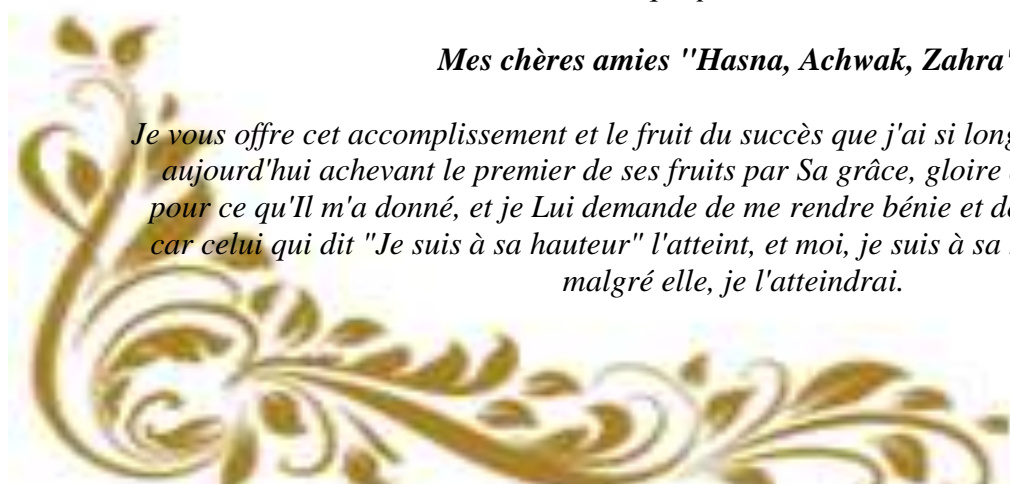 Mes chères amies "Hasna, Achwak, Zahra"
Je vous offre cet accomplissement et le fruit du succès que j'ai si long
aujourd'hui achevant le premier de ses fruits par Sa grâce, gloire
pour ce qu'Il m'a donné, et je Lui demande de me rendre bénie et
car celui qui dit "Je suis à sa hauteur" l'atteint, et moi, je suis à sa
malgré elle, je l'atteindrai.